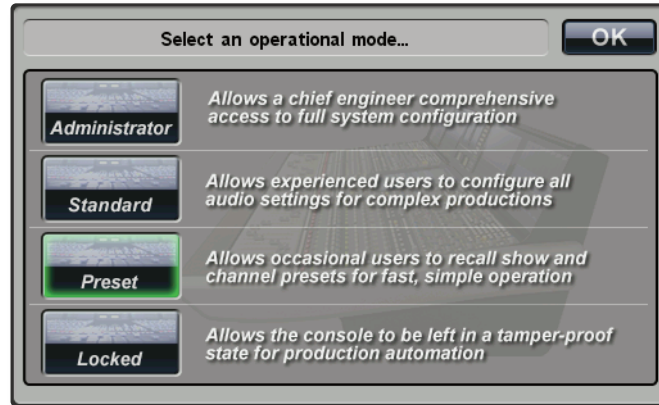 Select an operational mode...
OK
Administrator
Allows a chief engineer comprehensive
access to full system configuration
Standard
Allows experienced users to configure all
audio settings for complex productions
Preset
Allows occasional users to recall show and
channel presets for fast, simple operation
Locked
Allows the console to be left in a tamper-proof
state for production automation